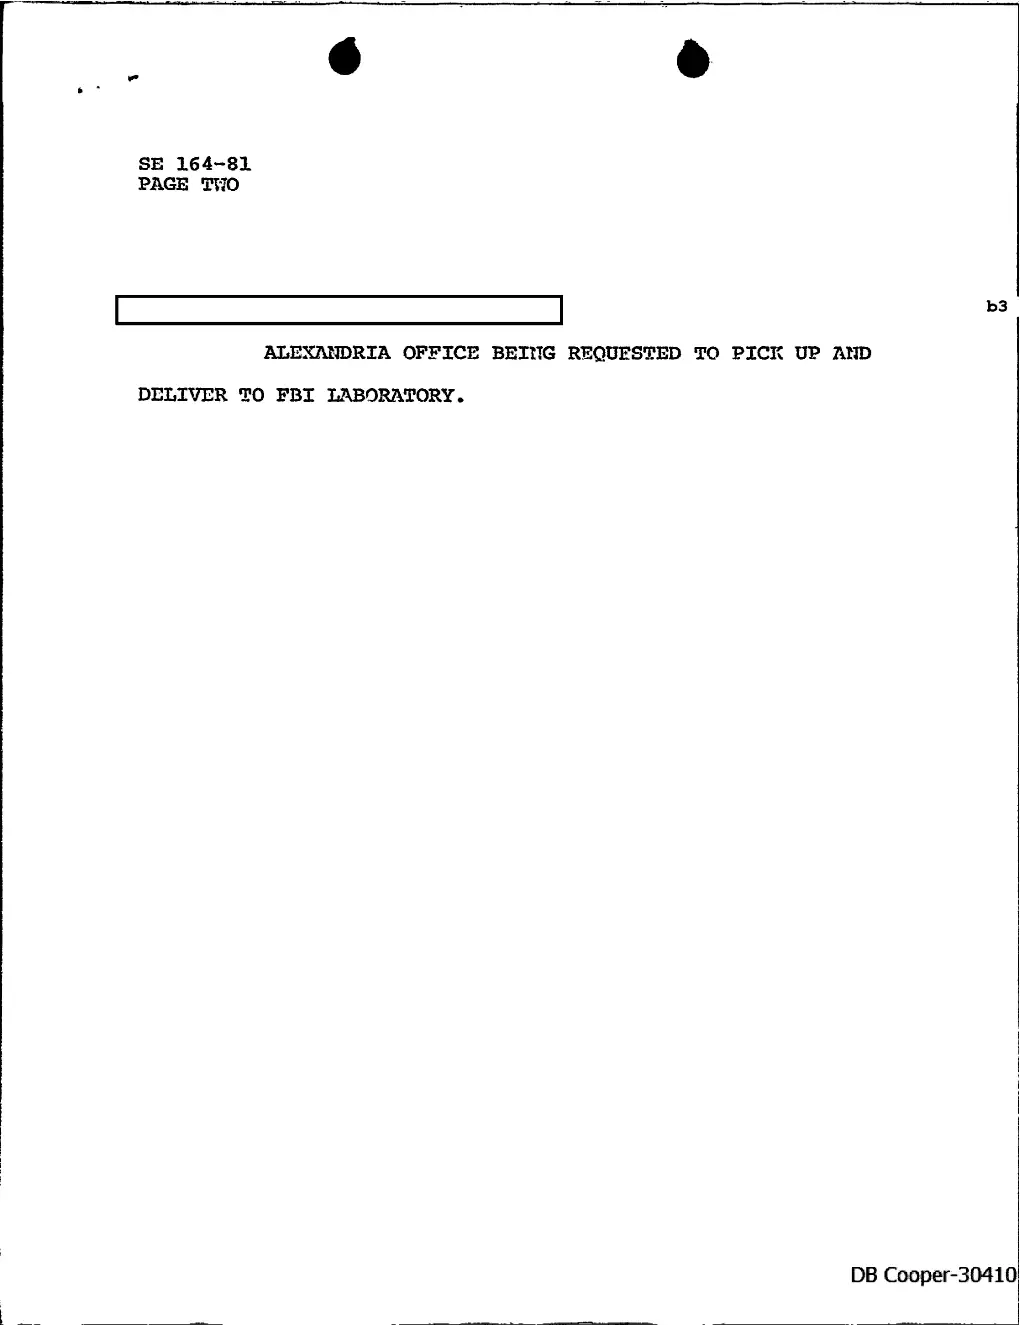 SE 164-81
PAGE TWO
b3
ALEXANDRIA OFFICE BEING REQUESTED TO PICK UP AND
DELIVER TO FBI LABORATORY.
DB Cooper-30410